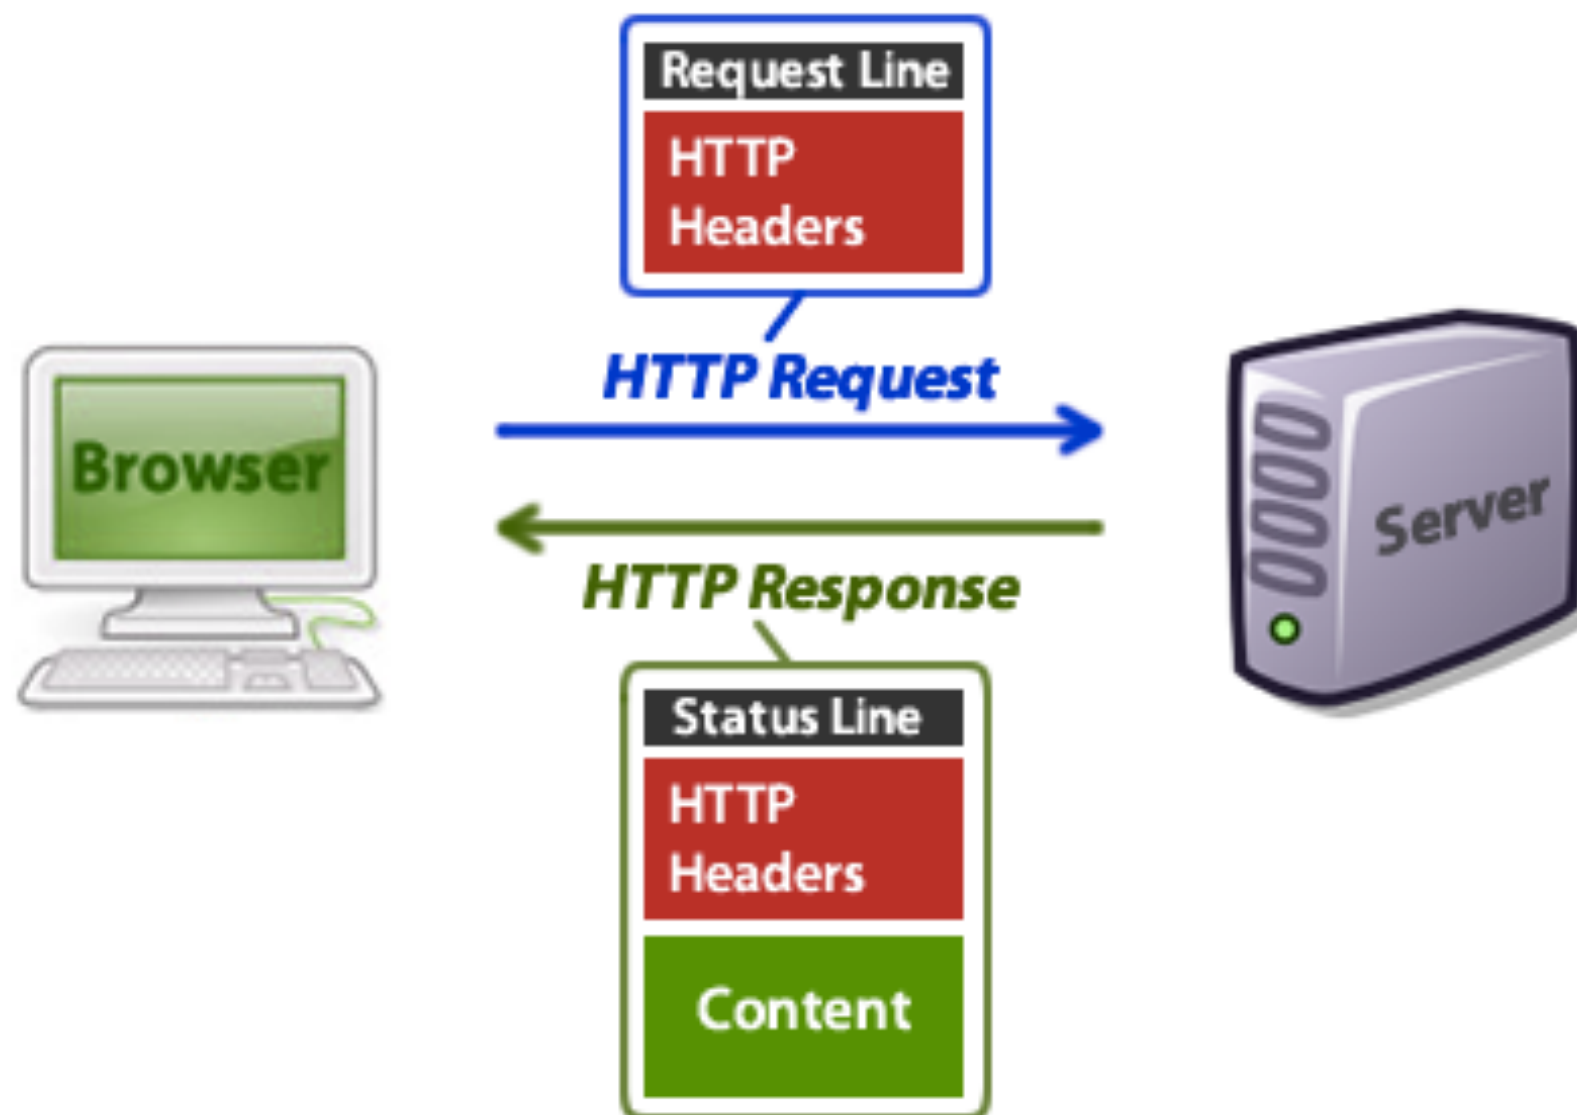 Request Line
HTTP
Headers
HTTP Request
Browser
Server
HTTP Response
Status Line
HTTP
Headers
Content